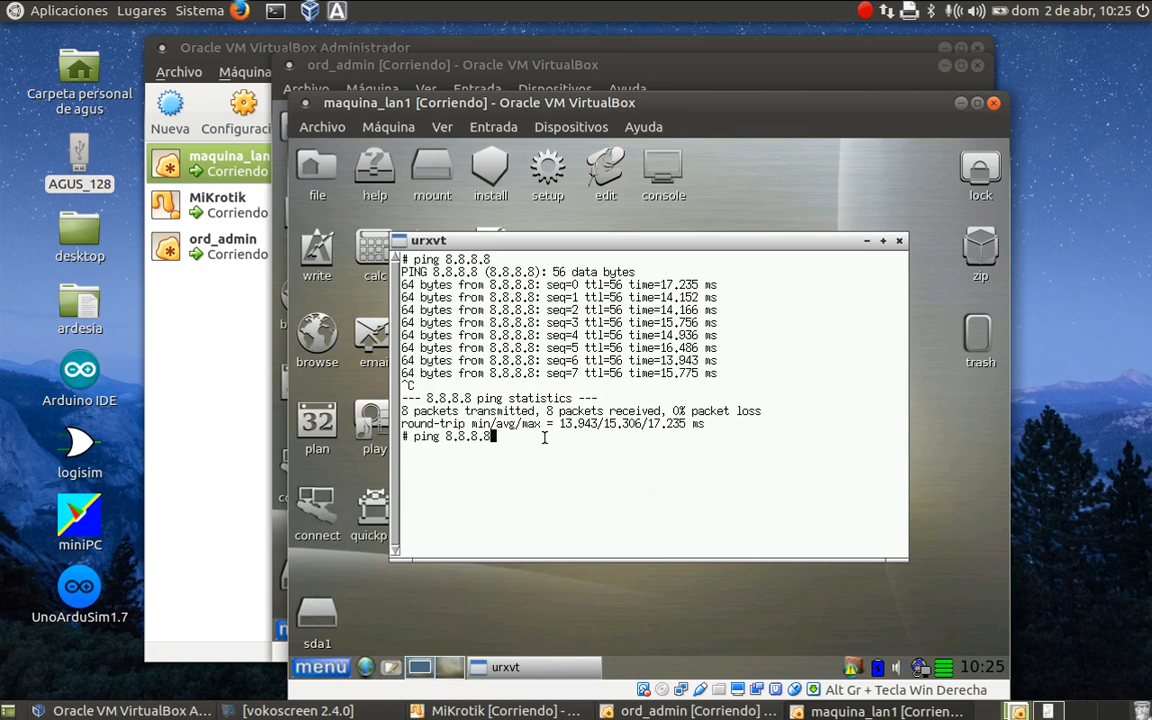 Aplicaciones Lugares Sistema
dom 2 de abr, 10:25
Oracle VM VirtualBox Administrador
Archivo Máquina
Nueva Configuraci
maquina_lan
Corriendo
MiKrotik
Corriendo
ord_admin
Corriendo
ord_admin [Corriendo] - Oracle VM VirtualBox
Archivo Máquina Ver Entrada Dispositivos Ayuda
maquina_lan1 [Corriendo] - Oracle VM VirtualBox
Archivo Máquina Ver Entrada Dispositivos Ayuda
Carpeta personal
de agus
AGUS_128
desktop
ardesia
Arduino IDE
logisim
miniPC
UnoArduSim1.7
file help mount install setup edit console lock
write calc zip
browse email trash
31
plan play
connect quickp
sda1
urxvt
# ping 8.8.8.8
PING 8.8.8.8 (8.8.8.8): 56 data bytes
64 bytes from 8.8.8.8: seq=0 ttl=56 time=17.235 ms
64 bytes from 8.8.8.8: seq=1 ttl=56 time=14.152 ms
64 bytes from 8.8.8.8: seq=2 ttl=56 time=14.166 ms
64 bytes from 8.8.8.8: seq=3 ttl=56 time=15.756 ms
64 bytes from 8.8.8.8: seq=4 ttl=56 time=14.936 ms
64 bytes from 8.8.8.8: seq=5 ttl=56 time=16.486 ms
64 bytes from 8.8.8.8: seq=6 ttl=56 time=13.943 ms
64 bytes from 8.8.8.8: seq=7 ttl=56 time=15.775 ms
^C
--- 8.8.8.8 ping statistics ---
8 packets transmitted, 8 packets received, 0% packet loss
round-trip min/avg/max = 13.943/15.306/17.235 ms
# ping 8.8.8.8
menu urxvt 10:25
Alt Gr + Tecla Win Derecha
Oracle VM VirtualBox A... [vokoscreen 2.4.0] MiKrotik [Corriendo] -... ord_admin [Corriendo] ... maquina_lan1 [Corrien...